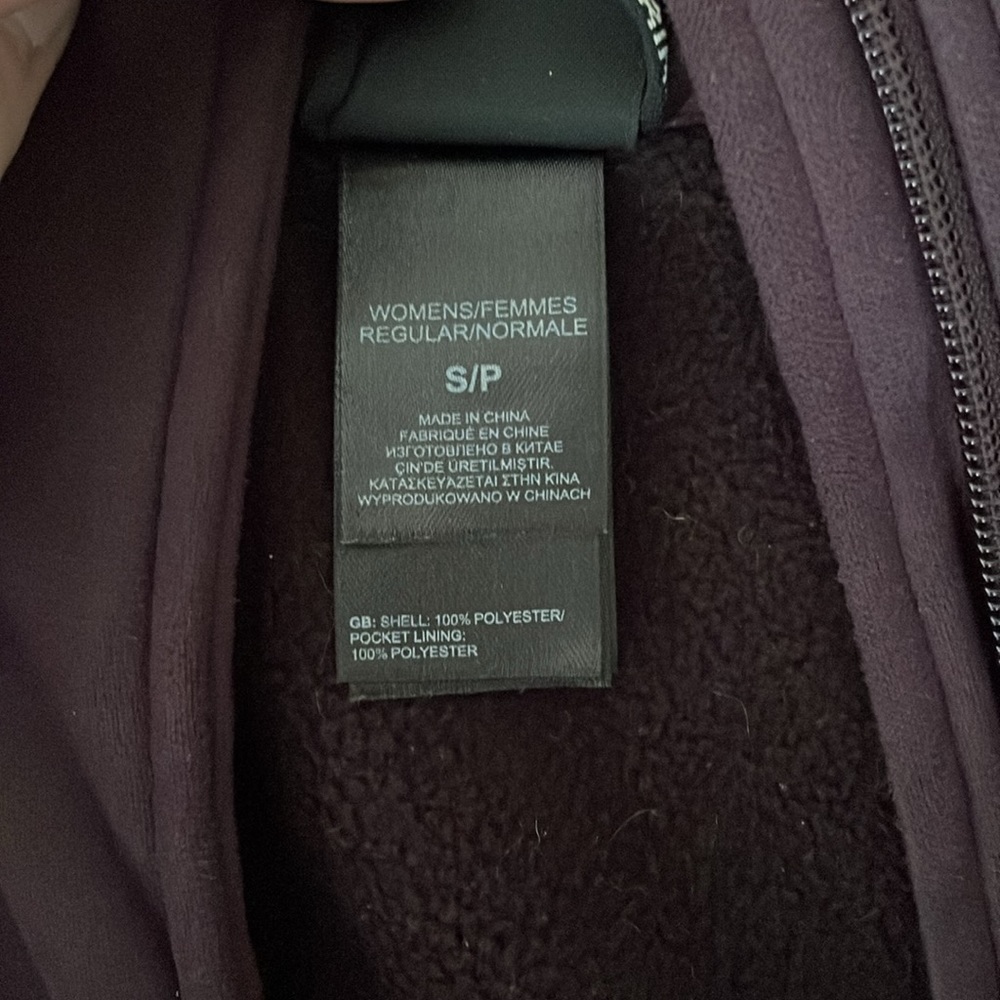 WOMENS/FEMMES
REGULAR/NORMALE
S/P
MADE IN CHINA
FABRIQUÉ EN CHINE
ИЗГОТОВЛЕНО В КИТАЕ
ÇIN'DE ÜRETILMIŞTIR.
ΚΑΤΑΣΚΕΥΑΖΕΤΑΙ ΣΤΗΝ ΚΙΝΑ
WYPRODUKOWANO W CHINACH
GB: SHELL: 100% POLYESTER/
POCKET LINING:
100% POLYESTER